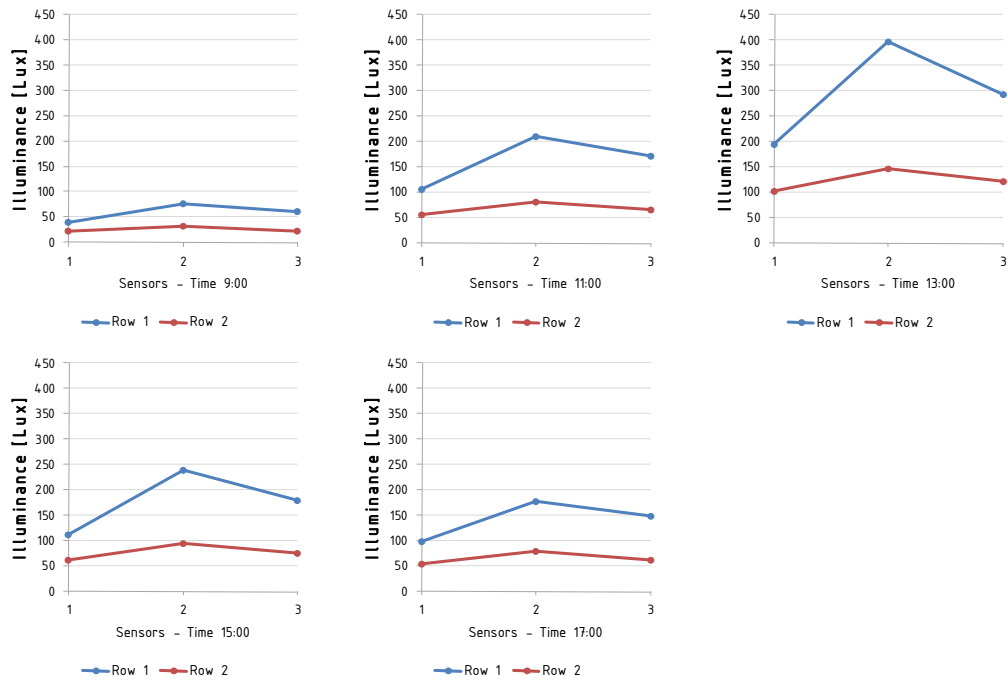 Illuminance [Lux]
450
400
350
300
250
200
150
100
50
0
1 2 3
Sensors - Time 9:00
Row 1 Row 2
Illuminance [Lux]
450
400
350
300
250
200
150
100
50
0
1 2 3
Sensors - Time 11:00
Row 1 Row 2
Illuminance [Lux]
450
400
350
300
250
200
150
100
50
0
1 2 3
Sensors - Time 13:00
Row 1 Row 2
Illuminance [Lux]
450
400
350
300
250
200
150
100
50
0
1 2 3
Sensors - Time 15:00
Row 1 Row 2
Illuminance [Lux]
450
400
350
300
250
200
150
100
50
0
1 2 3
Sensors - Time 17:00
Row 1 Row 2